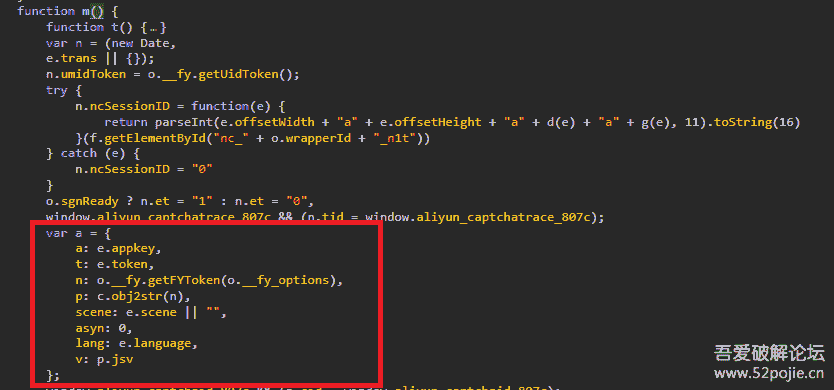 function m() {
function t() {…}
var n = (new Date,
e.trans || {});
n.umidToken = o.__fy.getUidToken();
try {
n.ncSessionID = function(e) {
return parseInt(e.offsetWidth + "a" + e.offsetHeight + "a" + d(e) + "a" + g(e), 11).toString(16)
}(f.getElementById("nc_" + o.wrapperId + "_n1t"))
} catch (e) {
n.ncSessionID = "0"
}
o.sgnReady ? n.et = "1" : n.et = "0",
window.aliyun_captchatrace_807c && (n.tid = window.aliyun_captchatrace_807c);
var a = {
a: e.appkey,
t: e.token,
n: o.__fy.getFYToken(o.__fy_options),
p: c.obj2str(n),
scene: e.scene || "",
asyn: 0,
lang: e.language,
v: p.jsv
};
吾爱破解论坛
www.52pojie.cn